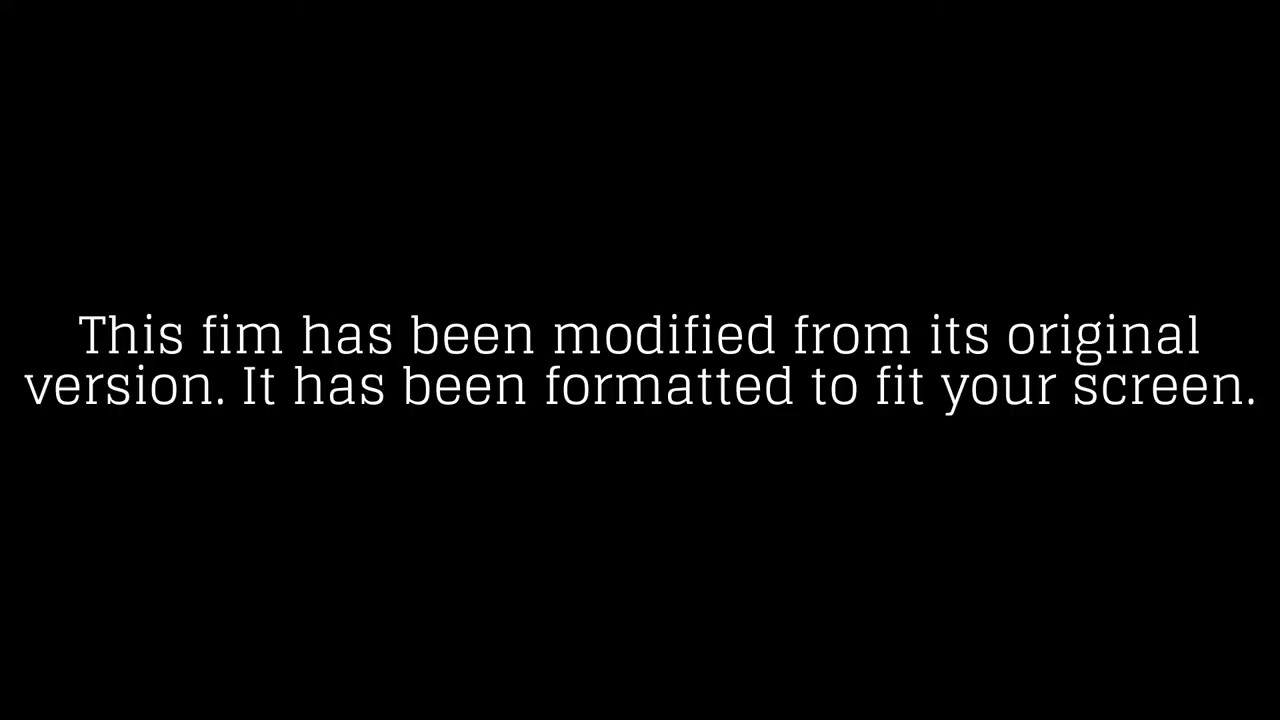 This fim has been modified from its original
version. It has been formatted to fit your screen.